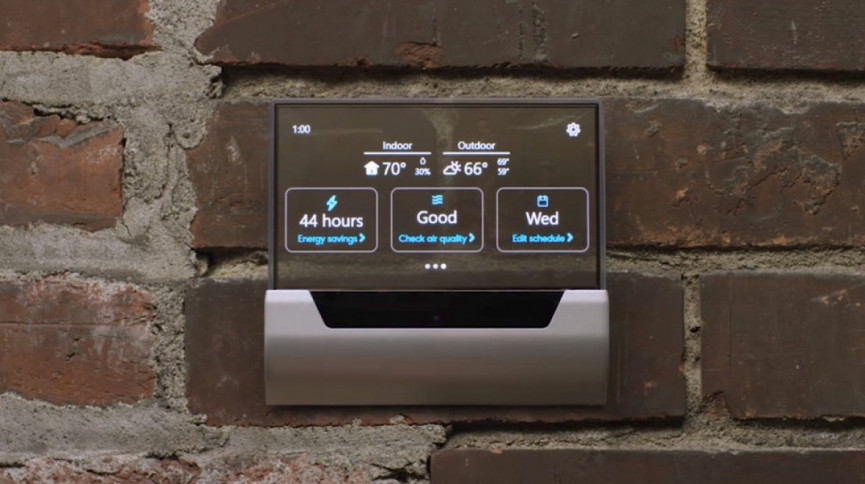 1:00
Indoor
Outdoor
70°
30%
66°
69°
59°
44 hours
Energy savings
Good
Check air quality
Wed
Edit schedule